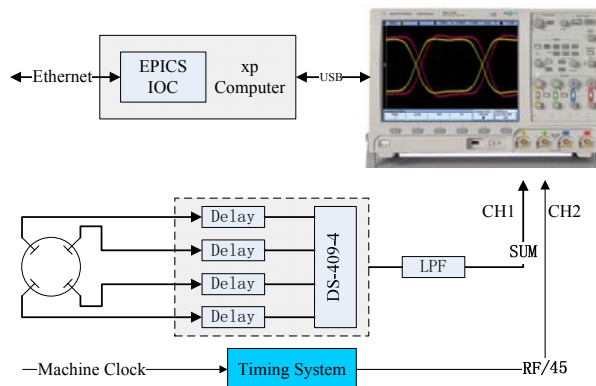 Ethernet
EPICS
IOC
xp
Computer
USB
Delay
Delay
Delay
Delay
DS-409-4
LPF
CH1
CH2
SUM
Machine Clock
Timing System
RF/45